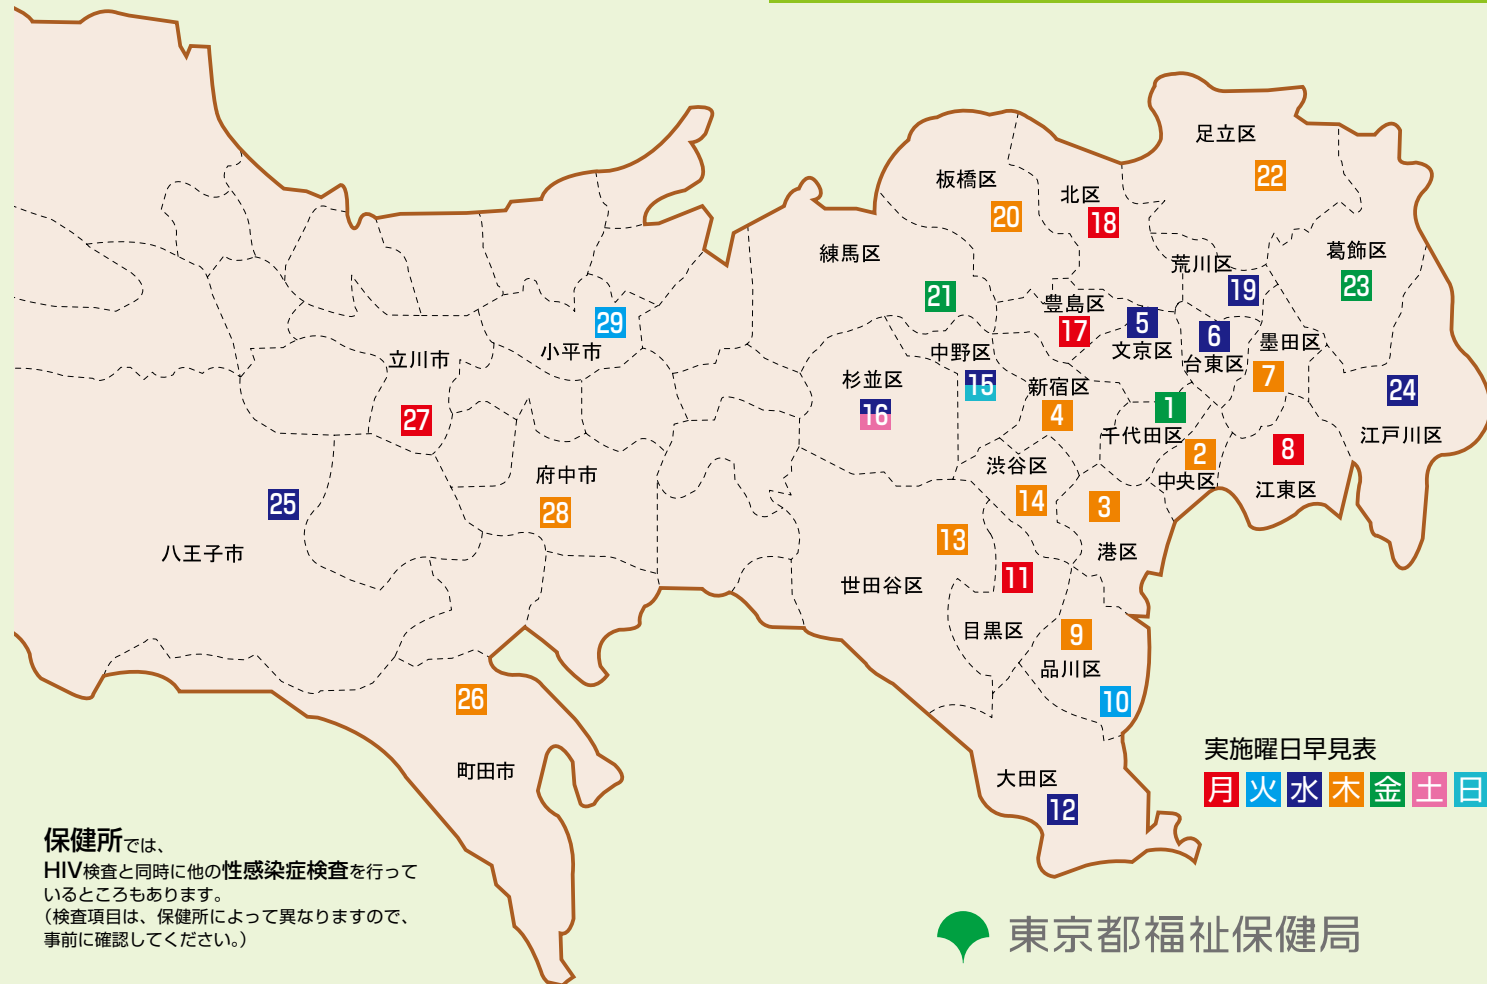 足立区
22
板橋区
20
北区
18
葛飾区
23
荒川区
19
練馬区
21
豊島区
17
5
文京区
6
台東区
墨田区
7
29
小平市
立川市
27
中野区
15
杉並区
16
新宿区
4
1
千代田区
2
中央区
24
江戸川区
8
江東区
府中市
28
渋谷区
14
3
港区
25
八王子市
13
世田谷区
11
目黒区
9
品川区
10
26
町田市
大田区
12
実施曜日早見表
月 火 水 木 金 土 日
保健所では、
HIV検査と同時に他の性感染症検査を行って
いるところもあります。
（検査項目は、保健所によって異なりますので、
事前に確認してください。）
東京都福祉保健局